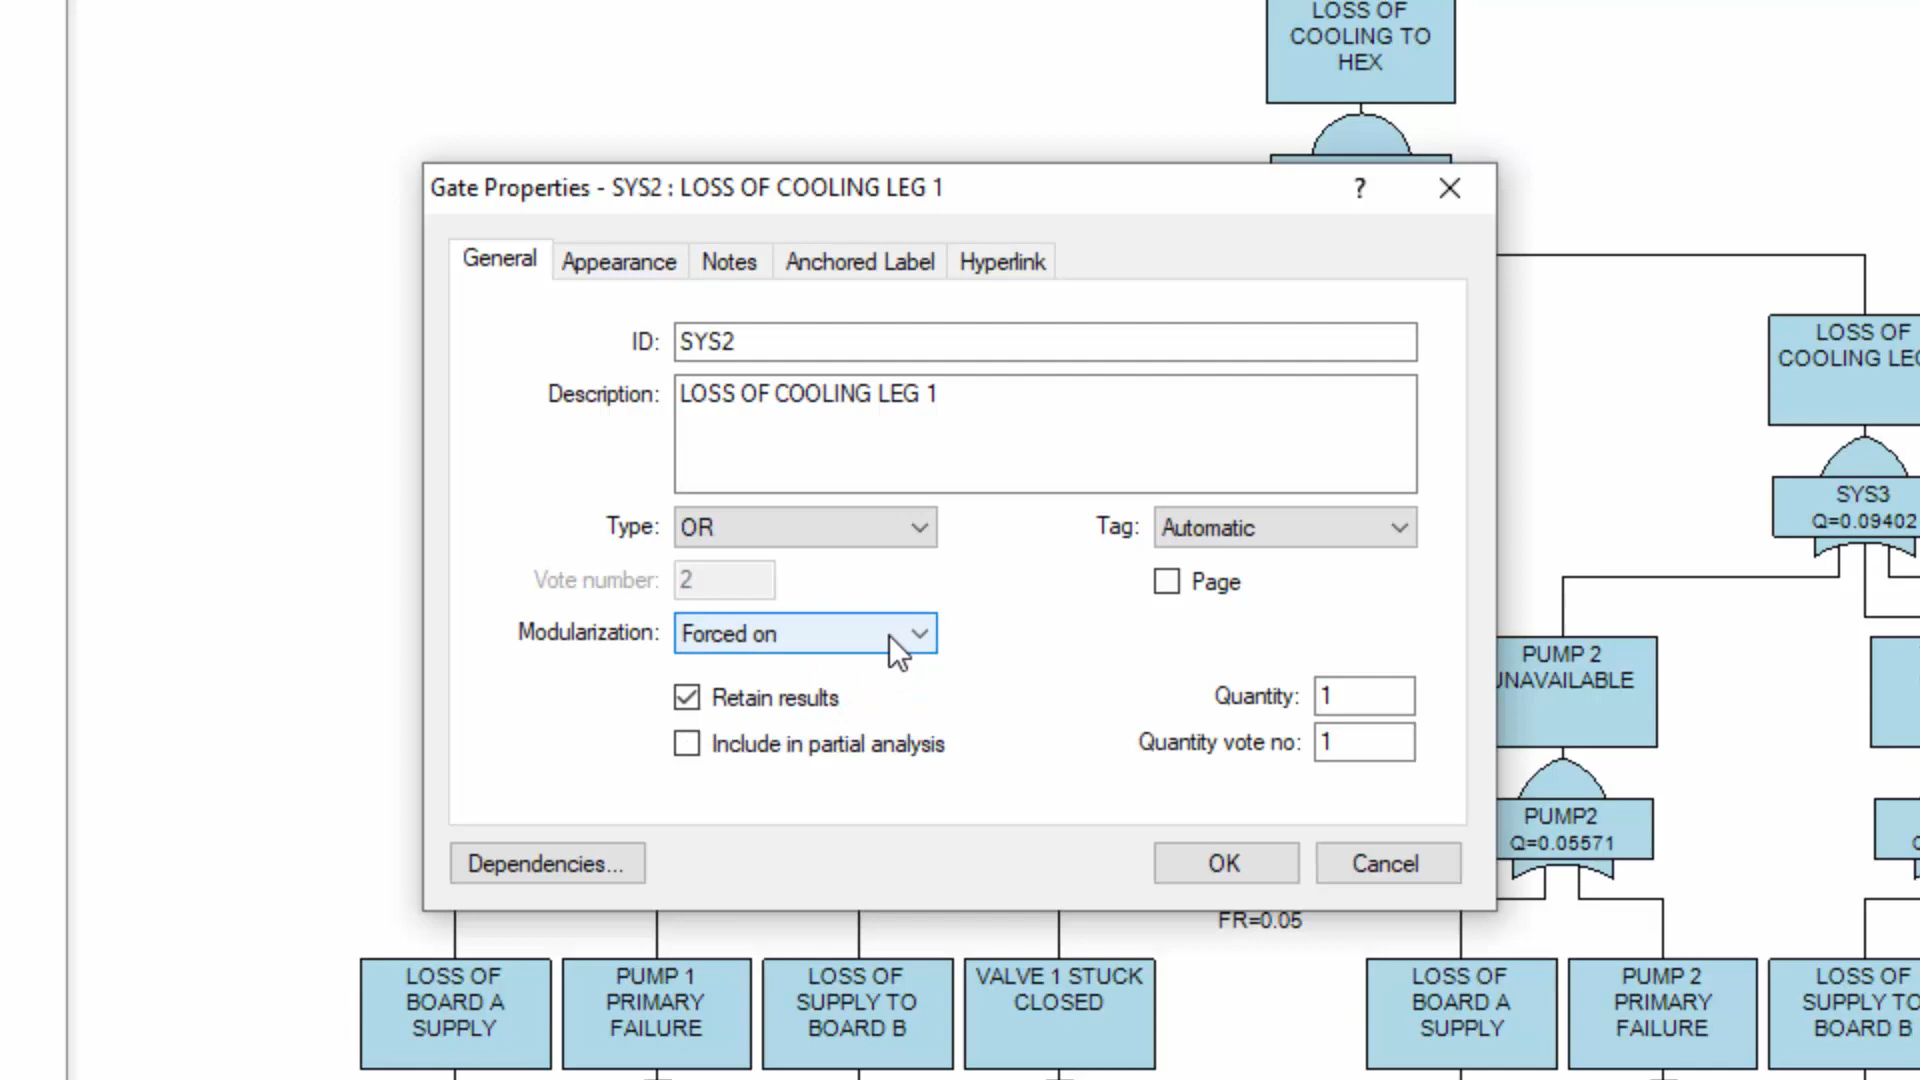 LOSS OF
COOLING TO
HEX
Gate Properties - SYS2 : LOSS OF COOLING LEG 1
?
General
Appearance
Notes
Anchored Label
Hyperlink
ID:
SYS2
Description:
LOSS OF COOLING LEG 1
Type:
OR
Tag:
Automatic
Vote number:
2
Page
Modularization:
Forced on
Retain results
Quantity:
1
Include in partial analysis
Quantity vote no:
1
Dependencies...
OK
Cancel
LOSS OF
COOLING
SYS3
Q=0.09402
PUMP 2
PUMP2
Q=0.05571
FR=0.05
LOSS OF
BOARD A
SUPPLY
PUMP 1
PRIMARY
FAILURE
LOSS OF
SUPPLY TO
BOARD B
VALVE 1 STUCK
CLOSED
LOSS OF
BOARD A
SUPPLY
PUMP 2
PRIMARY
FAILURE
LOSS OF
SUPPLY TO
BOARD B